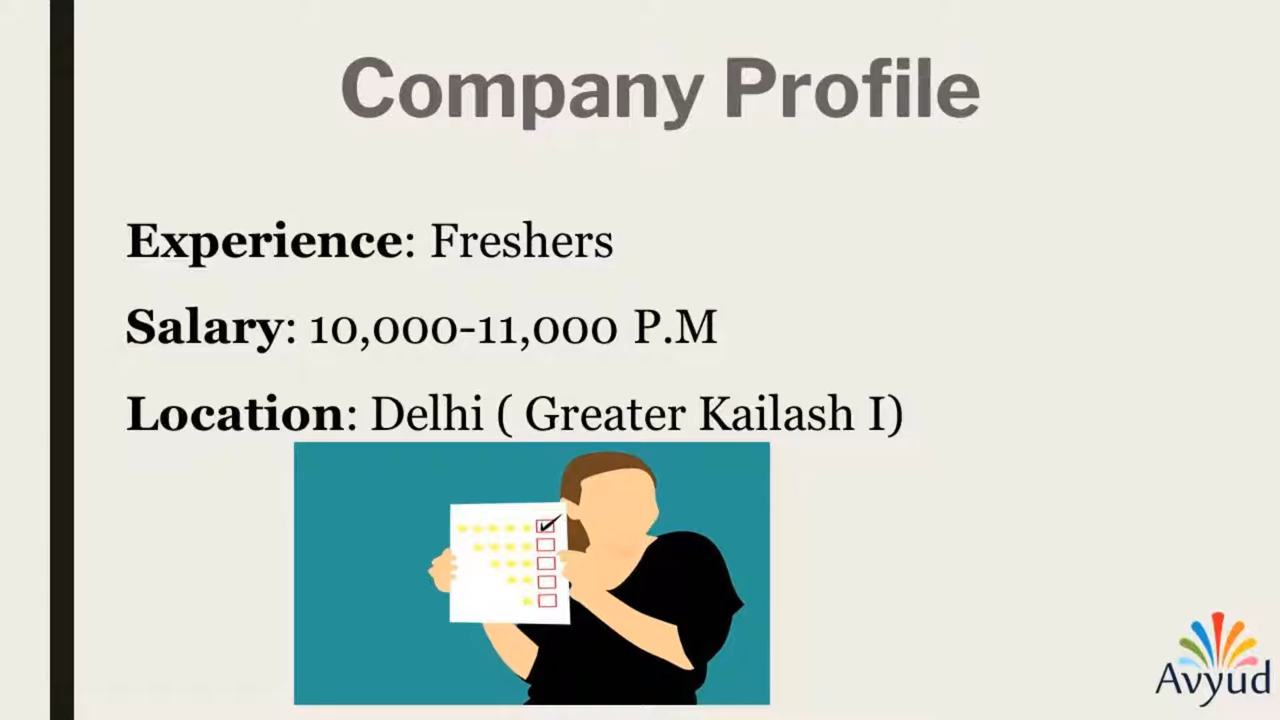 Company Profile
Experience: Freshers
Salary: 10,000-11,000 P.M
Location: Delhi ( Greater Kailash I)
Avyud